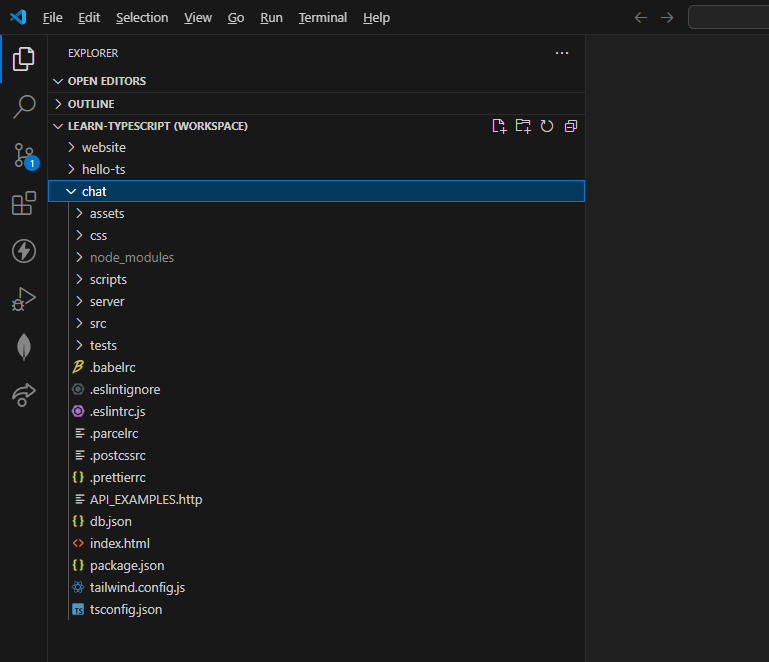 File Edit Selection View Go Run Terminal Help
EXPLORER
OPEN EDITORS
OUTLINE
LEARN-TYPESCRIPT (WORKSPACE)
website
hello-ts
1
chat
assets
css
node_modules
scripts
server
src
tests
.babelrc
.eslintignore
.eslintrc.js
.parcelrc
.postcssrc
.prettierrc
API_EXAMPLES.http
db.json
index.html
package.json
tailwind.config.js
TS tsconfig.json